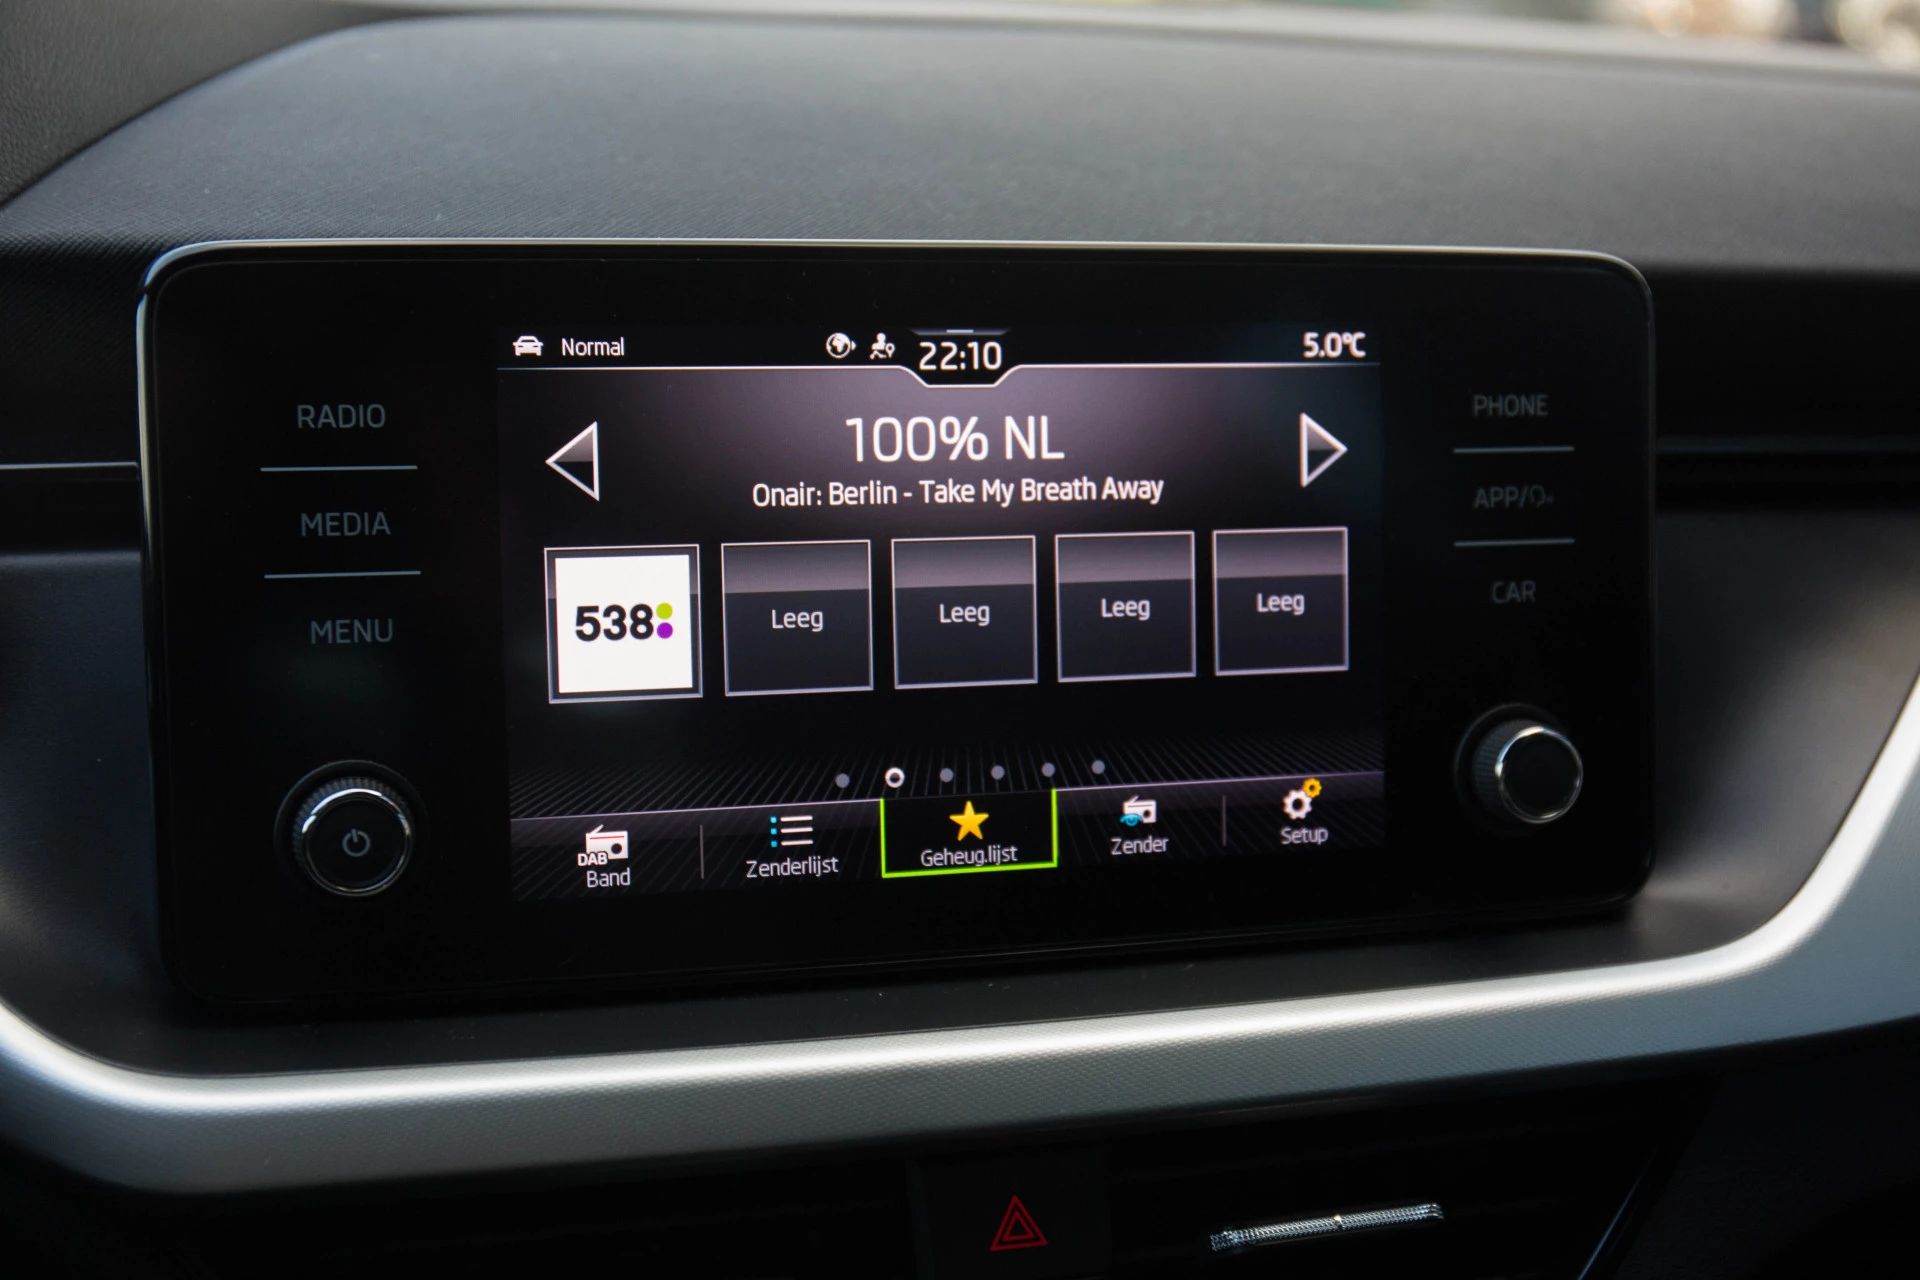 Normal
22:10
5.0°C
RADIO
MEDIA
MENU
100% NL
Onair: Berlin - Take My Breath Away
538
Leeg
Leeg
Leeg
Leeg
DAB
Band
Zenderlijst
Geheug.lijst
Zender
Setup
PHONE
APP/
CAR